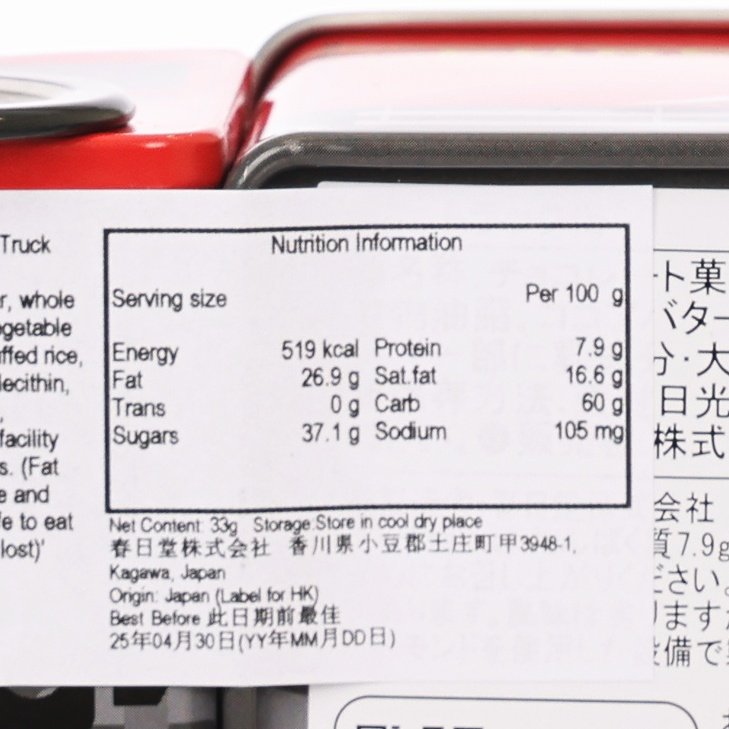 Truck
r, whole
egetable
ffed rice,
lecithin,
facility
s. (Fat
e and
fe to eat
lost)'
Nutrition Information
Serving size Per 100 g
Energy 519 kcal Protein 7.9 g
Fat 26.9 g Sat.fat 16.6 g
Trans 0 g Carb 60 g
Sugars 37.1 g Sodium 105 mg
Net Content: 33g Storage:Store in cool dry place
春日堂株式会社 香川県小豆郡土庄町甲3948-1,
Kagawa, Japan
Origin: Japan (Label for HK)
Best Before 此日期前最佳
25年04月30日(YY年MM月DD日)
ート菓
バター
分・大
日光
株式
会社
質7.9g
ださい。
ります
設備で